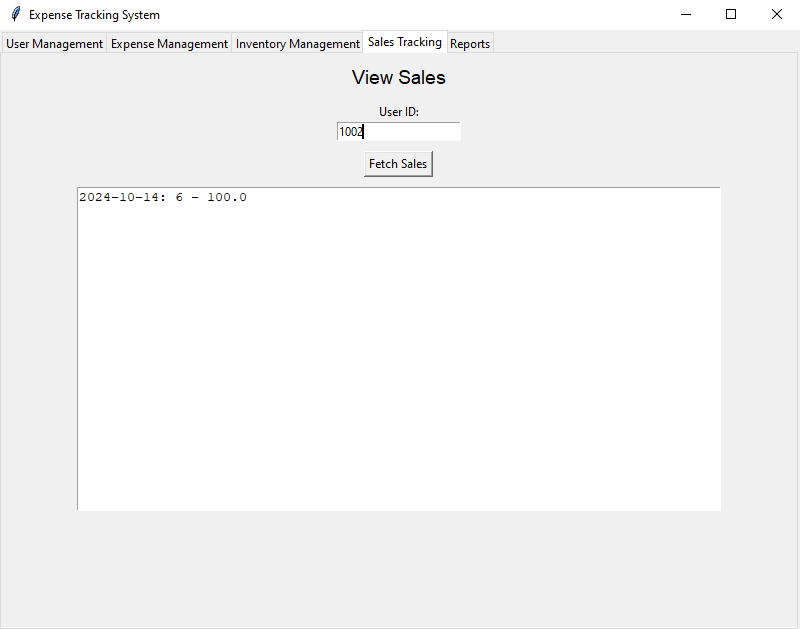 Expense Tracking System
User Management Expense Management Inventory Management Sales Tracking Reports
View Sales
User ID:
1002
Fetch Sales
2024-10-14: 6 - 100.0